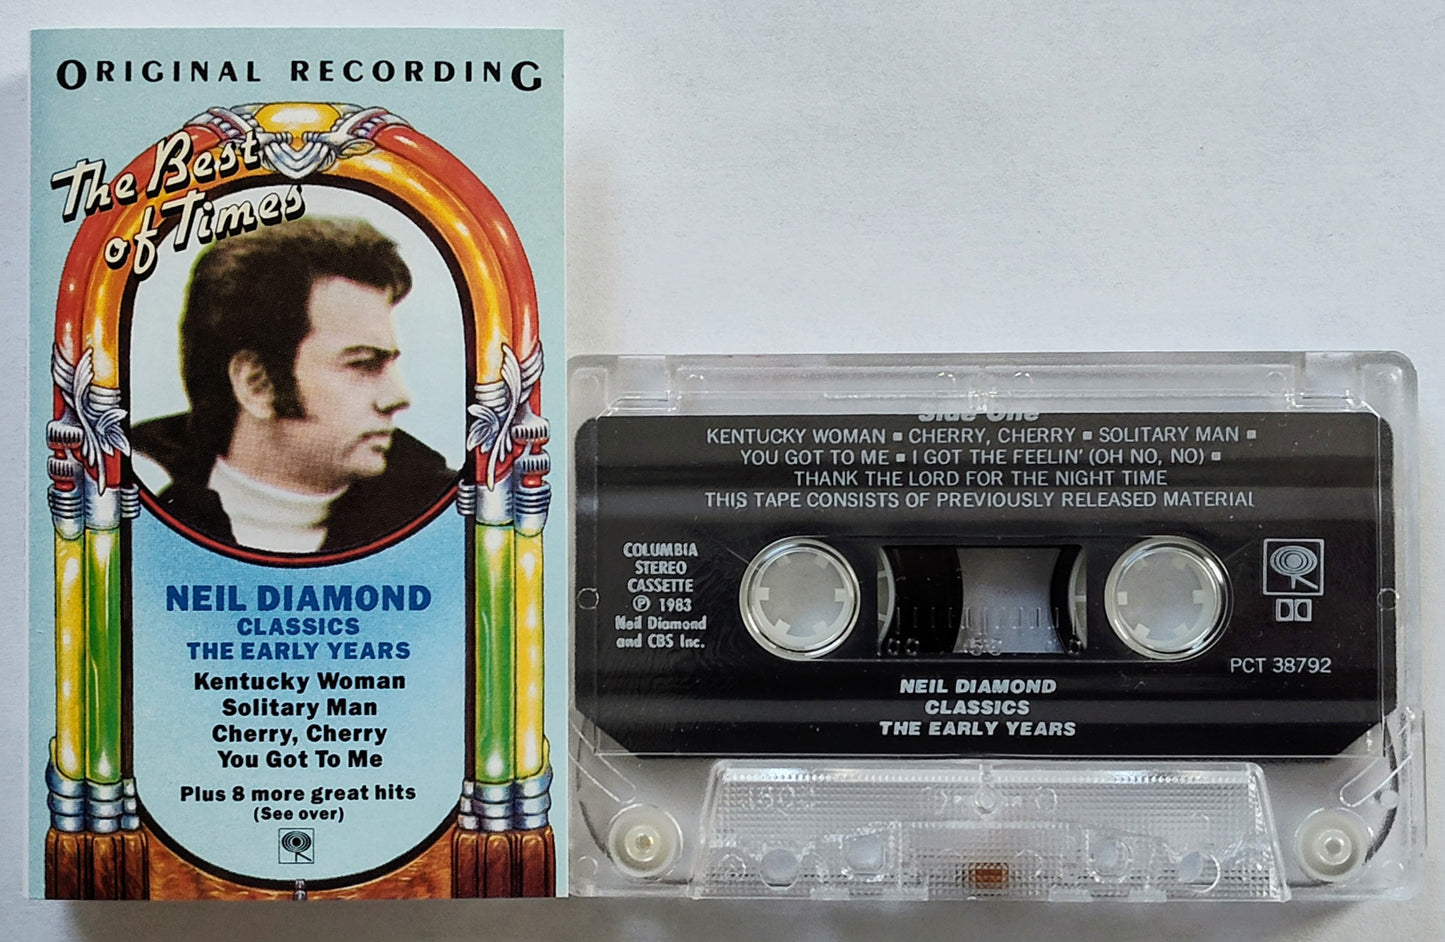 ORIGINAL RECORDING
The Best
of Times
NEIL DIAMOND
CLASSICS
THE EARLY YEARS
Kentucky Woman
Solitary Man
Cherry, Cherry
You Got To Me
Plus 8 more great hits
(See over)
Side One
KENTUCKY WOMAN ▪ CHERRY, CHERRY ▪ SOLITARY MAN ▪
YOU GOT TO ME ▪ I GOT THE FEELIN' (OH NO, NO) ▪
THANK THE LORD FOR THE NIGHT TIME
THIS TAPE CONSISTS OF PREVIOUSLY RELEASED MATERIAL
COLUMBIA
STEREO
CASSETTE
℗ 1983
Neil Diamond
and CBS Inc.
100 50 0
PCT 38792
NEIL DIAMOND
CLASSICS
THE EARLY YEARS